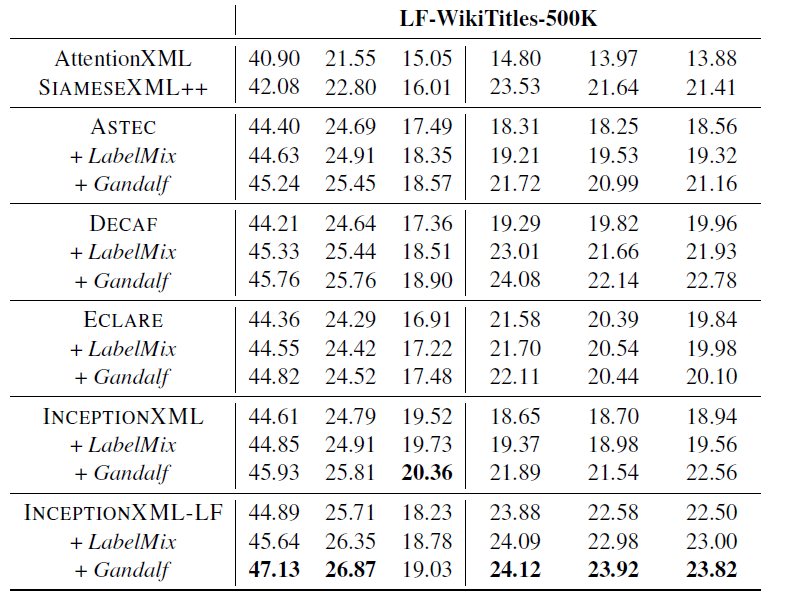 LF-WikiTitles-500K
AttentionXML 40.90 21.55 15.05 14.80 13.97 13.88
SIAMESEXML++ 42.08 22.80 16.01 23.53 21.64 21.41
ASTEC 44.40 24.69 17.49 18.31 18.25 18.56
+ LabelMix 44.63 24.91 18.35 19.21 19.53 19.32
+ Gandalf 45.24 25.45 18.57 21.72 20.99 21.16
DECAF 44.21 24.64 17.36 19.29 19.82 19.96
+ LabelMix 45.33 25.44 18.51 23.01 21.66 21.93
+ Gandalf 45.76 25.76 18.90 24.08 22.14 22.78
ECLARE 44.36 24.29 16.91 21.58 20.39 19.84
+ LabelMix 44.55 24.42 17.22 21.70 20.54 19.98
+ Gandalf 44.82 24.52 17.48 22.11 20.44 20.10
INCEPTIONXML 44.61 24.79 19.52 18.65 18.70 18.94
+ LabelMix 44.85 24.91 19.73 19.37 18.98 19.56
+ Gandalf 45.93 25.81 20.36 21.89 21.54 22.56
INCEPTIONXML-LF 44.89 25.71 18.23 23.88 22.58 22.50
+ LabelMix 45.64 26.35 18.78 24.09 22.98 23.00
+ Gandalf 47.13 26.87 19.03 24.12 23.92 23.82